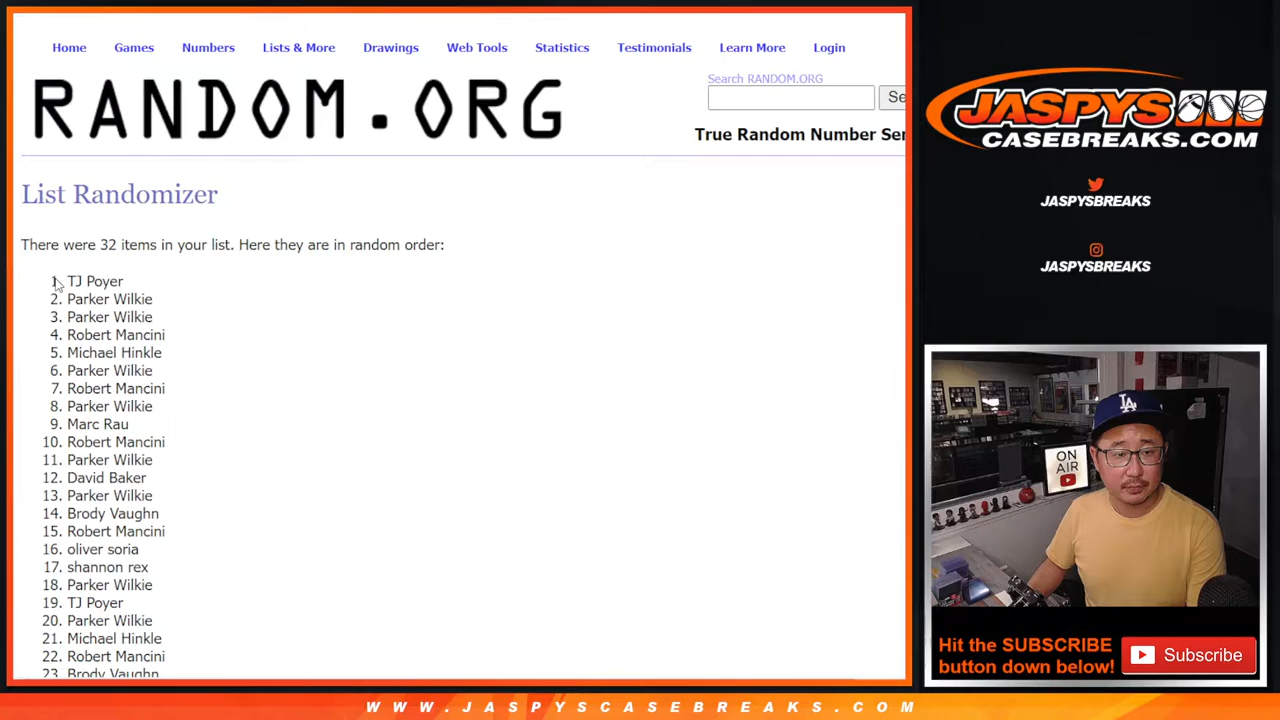 Home Games Numbers Lists & More Drawings Web Tools Statistics Testimonials Learn More Login
RANDOM.ORG
Search RANDOM.ORG
Se
True Random Number Ser
List Randomizer
There were 32 items in your list. Here they are in random order:
1. TJ Poyer
2. Parker Wilkie
3. Parker Wilkie
4. Robert Mancini
5. Michael Hinkle
6. Parker Wilkie
7. Robert Mancini
8. Parker Wilkie
9. Marc Rau
10. Robert Mancini
11. Parker Wilkie
12. David Baker
13. Parker Wilkie
14. Brody Vaughn
15. Robert Mancini
16. oliver soria
17. shannon rex
18. Parker Wilkie
19. TJ Poyer
20. Parker Wilkie
21. Michael Hinkle
22. Robert Mancini
23. Brody Vaughn
JASPYS
CASEBREAKS.COM
JASPYSBREAKS
JASPYSBREAKS
LA
ON
AIR
Hit the SUBSCRIBE
button down below!
Subscribe
WWW.JASPYSCASEBREAKS.COM